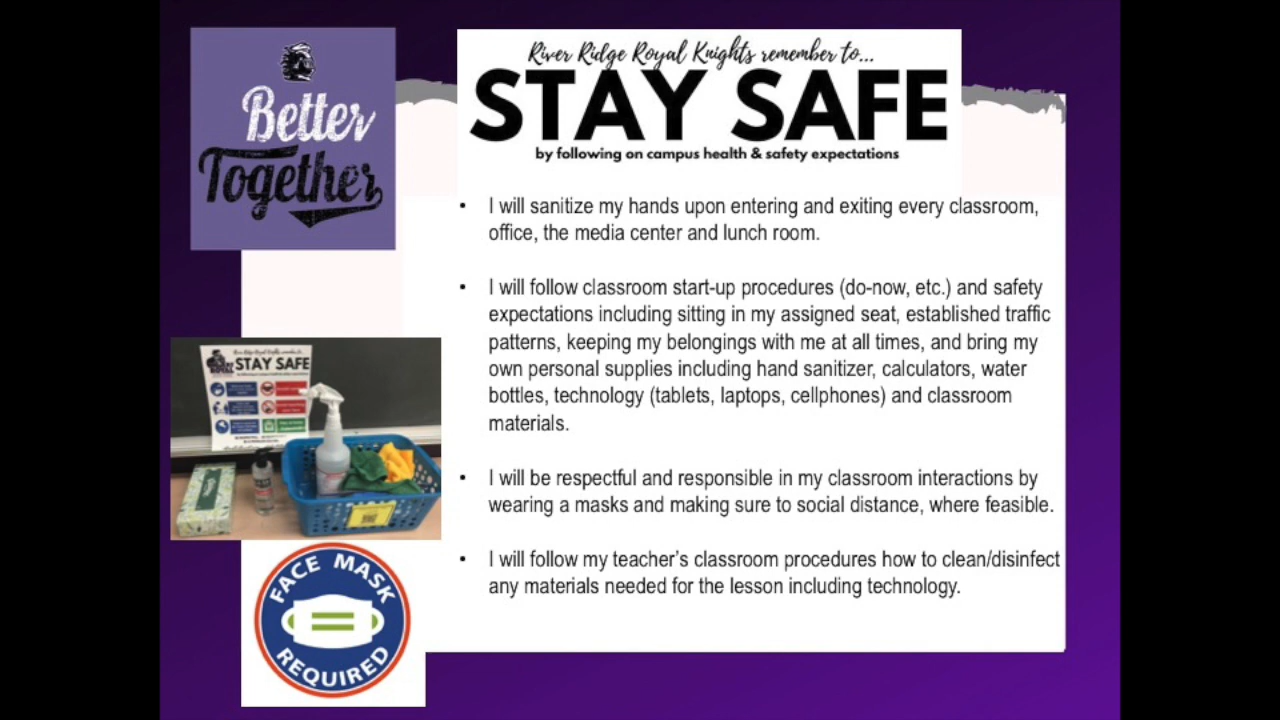 Better
Together
River Ridge Royal Knights remember to...
STAY SAFE
by following on campus health & safety expectations
• I will sanitize my hands upon entering and exiting every classroom,
office, the media center and lunch room.
• I will follow classroom start-up procedures (do-now, etc.) and safety
expectations including sitting in my assigned seat, established traffic
patterns, keeping my belongings with me at all times, and bring my
own personal supplies including hand sanitizer, calculators, water
bottles, technology (tablets, laptops, cellphones) and classroom
materials.
• I will be respectful and responsible in my classroom interactions by
wearing a masks and making sure to social distance, where feasible.
• I will follow my teacher's classroom procedures how to clean/disinfect
any materials needed for the lesson including technology.
River Ridge Royal Knights remember to...
STAY SAFE
FACE MASK
REQUIRED